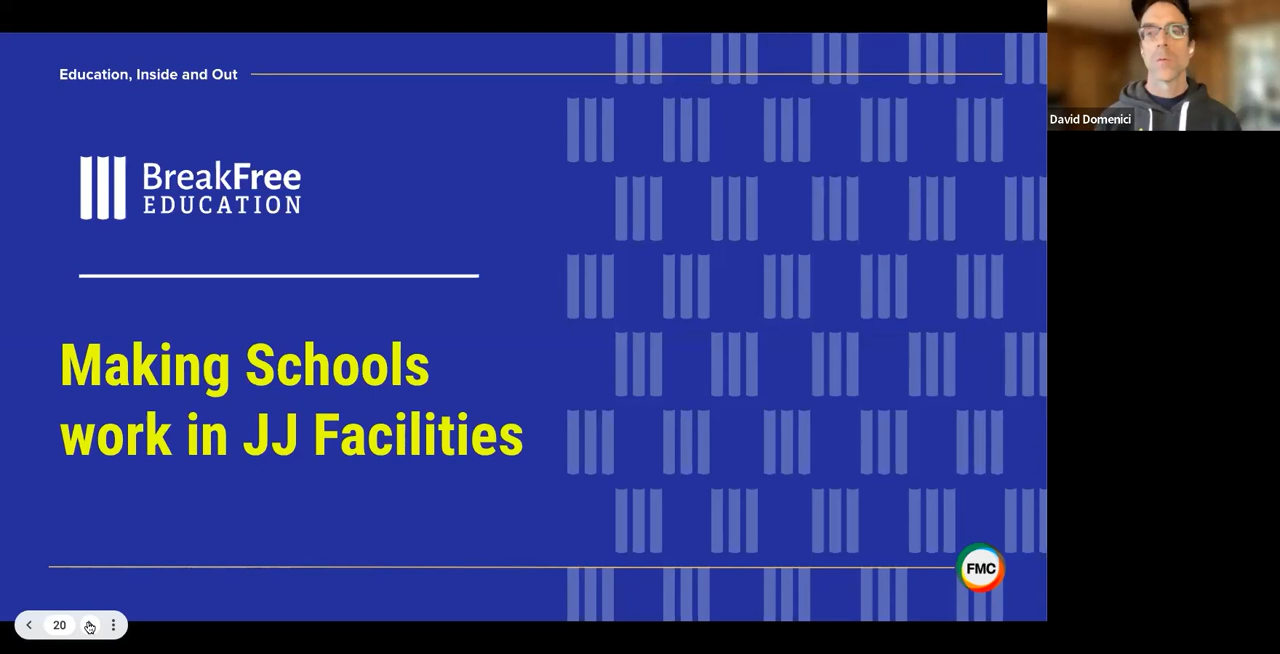 Education, Inside and Out
BreakFree
EDUCATION
Making Schools
work in JJ Facilities
FMC
20
David Domenici